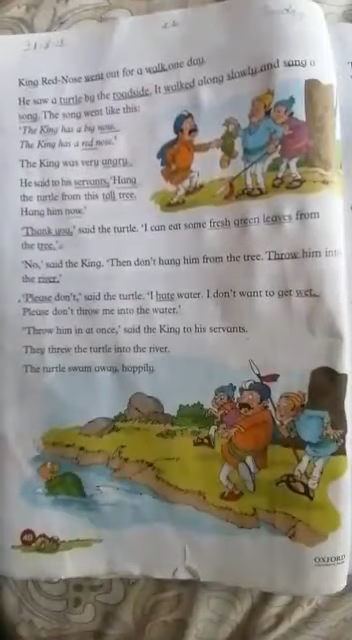 King Red-Nose went out for a walk one day.
He saw a turtle by the roadside. It walked along slowly and sang a
song. The song went like this:
'The King has a big nose.
The King has a red nose.'
The King was very angry.
He said to his servants, 'Hang
the turtle from this tall tree.
Hang him now.'
'Thank you,' said the turtle. 'I can eat some fresh green leaves from
the tree.'
'No,' said the King. 'Then don't hang him from the tree. Throw him into
the river.'
'Please don't,' said the turtle. 'I hate water. I don't want to get wet.
Please don't throw me into the water.'
'Throw him in at once,' said the King to his servants.
They threw the turtle into the river.
The turtle swam away, happily.
40
OXFORD